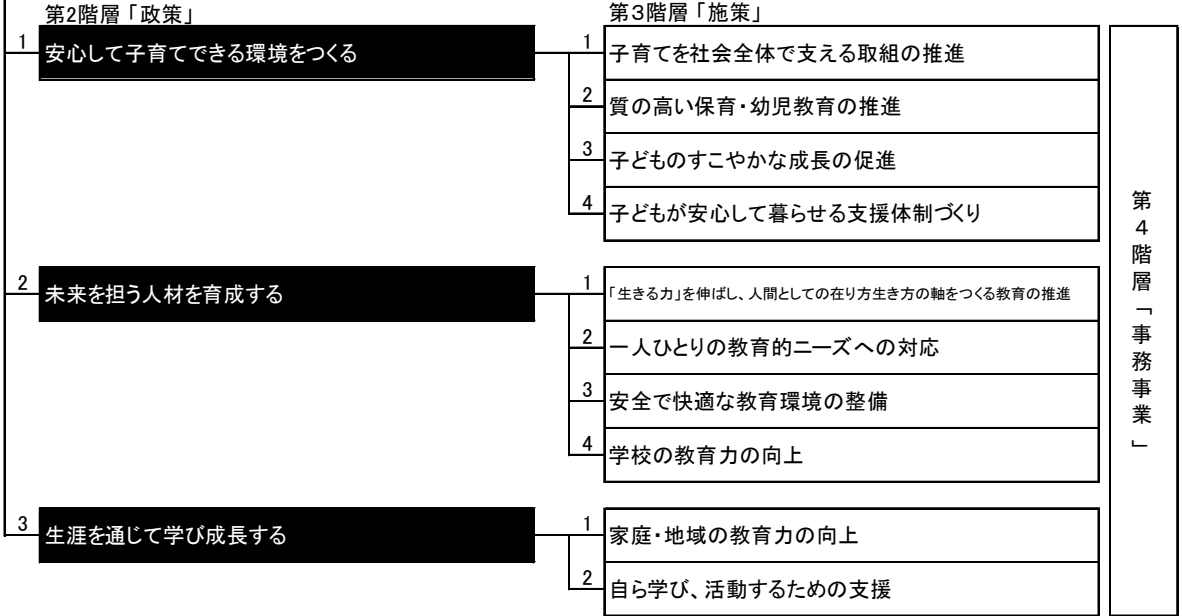 第2階層「政策」 第3階層「施策」
1 安心して子育てできる環境をつくる 1 子育てを社会全体で支える取組の推進
2 質の高い保育・幼児教育の推進
3 子どものすこやかな成長の促進
4 子どもが安心して暮らせる支援体制づくり
2 未来を担う人材を育成する 1 「生きる力」を伸ばし、人間としての在り方生き方の軸をつくる教育の推進
2 一人ひとりの教育的ニーズへの対応
3 安全で快適な教育環境の整備
4 学校の教育力の向上
3 生涯を通じて学び成長する 1 家庭・地域の教育力の向上
2 自ら学び、活動するための支援
第4階層「事務事業」